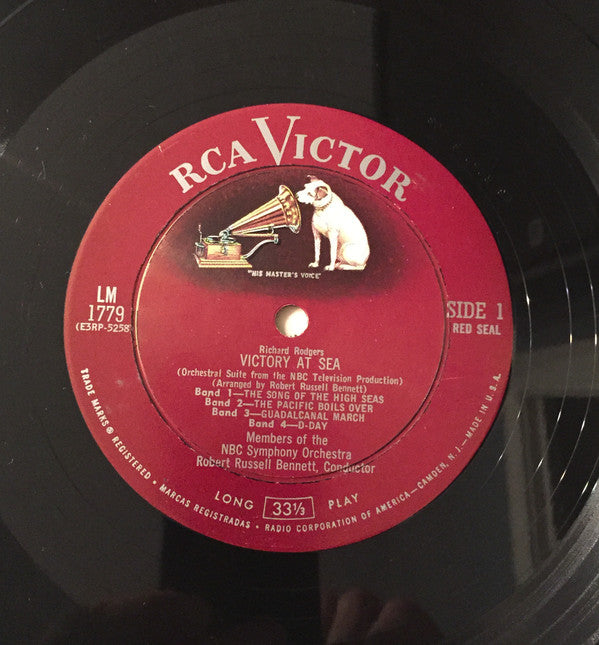 RCA VICTOR
"HIS MASTER'S VOICE"
LM
1779
(E3RP-5258
SIDE 1
RED SEAL
Richard Rodgers
VICTORY AT SEA
(Orchestral Suite from the NBC Television Production)
(Arranged by Robert Russell Bennett)
Band 1—THE SONG OF THE HIGH SEAS
Band 2—THE PACIFIC BOILS OVER
Band 3—GUADALCANAL MARCH
Band 4—D-DAY
Members of the
NBC Symphony Orchestra
Robert Russell Bennett, Conductor
LONG 33⅓ PLAY
TRADE MARKS ® REGISTERED • MARCAS REGISTRADAS • RADIO CORPORATION OF AMERICA—CAMDEN, N. J.—MADE IN U.S.A.